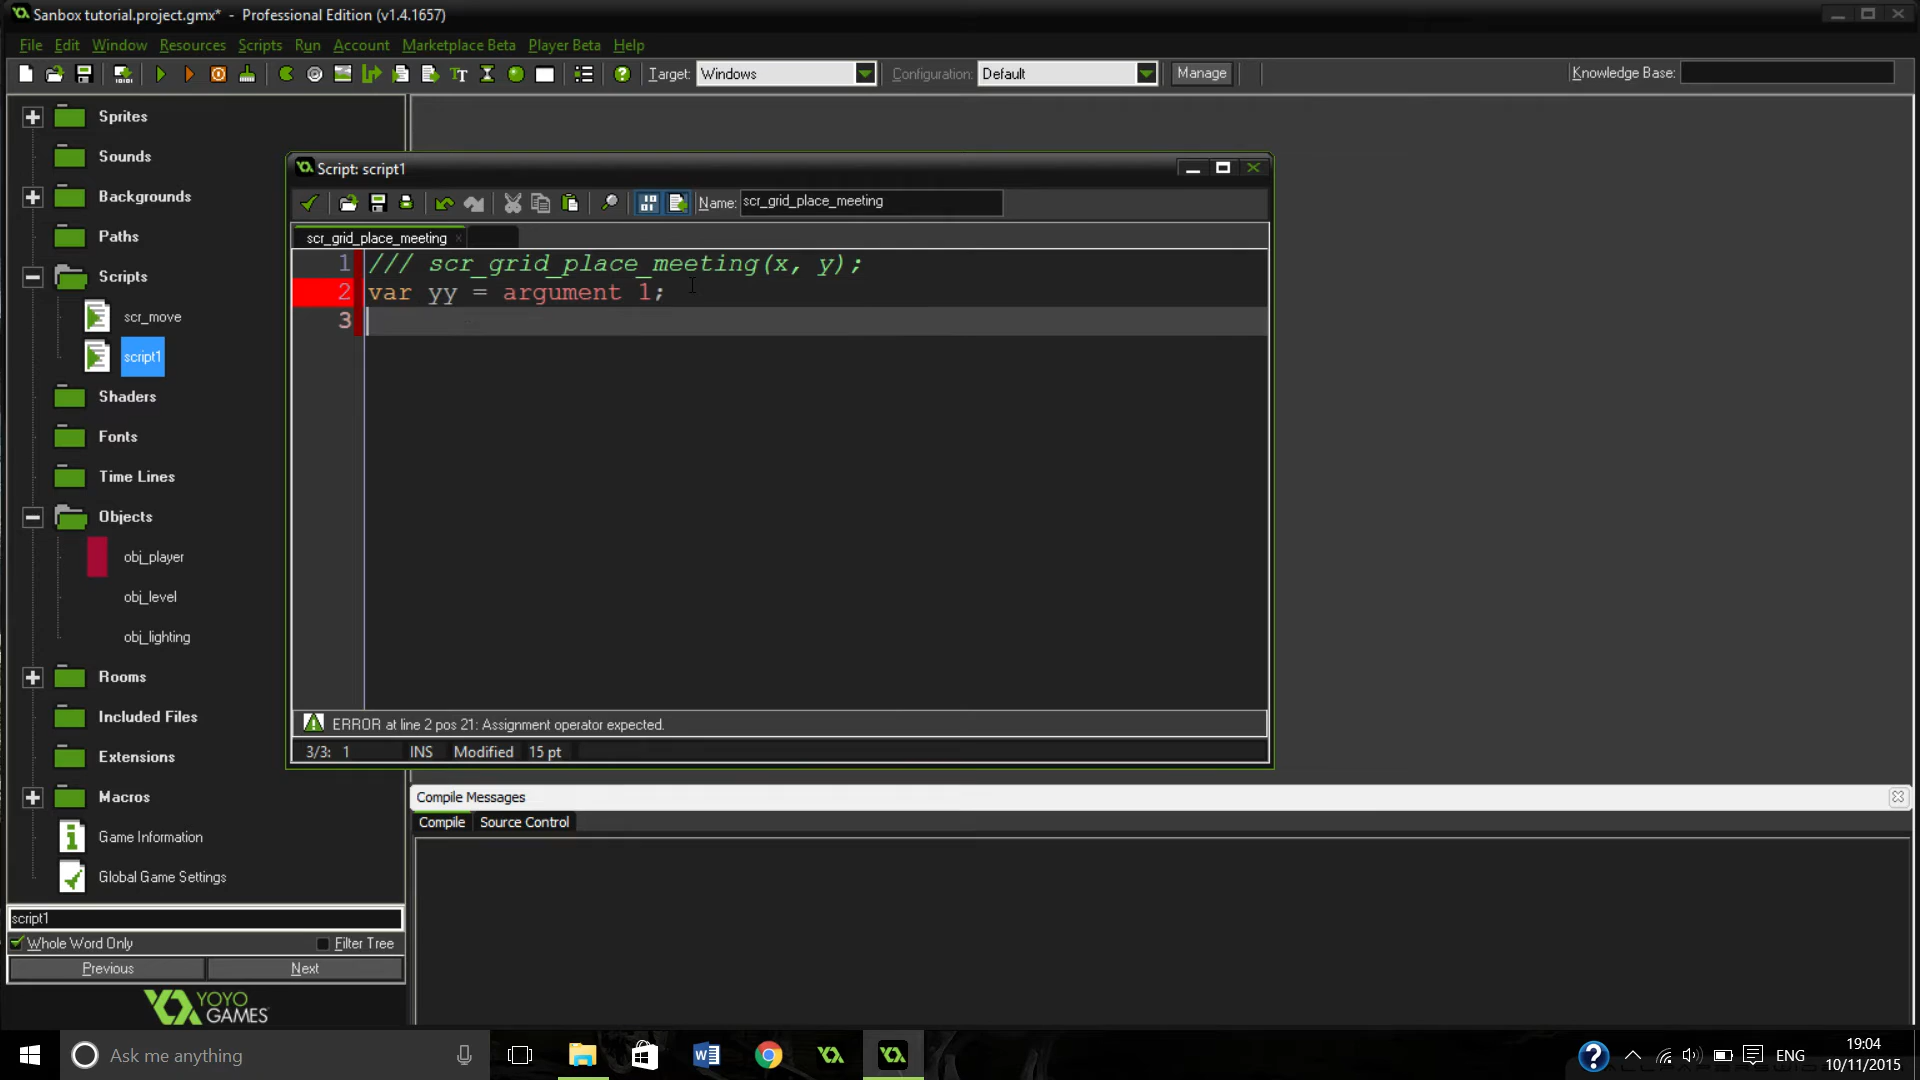 Sanbox tutorial.project.gmx* - Professional Edition (v1.4.1657)
File Edit Window Resources Scripts Run Account Marketplace Beta Player Beta Help
Target: Windows Configuration: Default Manage Knowledge Base:
Sprites
Sounds
Backgrounds
Paths
Scripts
scr_move
script1
Shaders
Fonts
Time Lines
Objects
obj_player
obj_level
obj_lighting
Rooms
Included Files
Extensions
Macros
Game Information
Global Game Settings
script1
Whole Word Only Filter Tree
Previous Next
YOYO
GAMES
Script: script1
Name: scr_grid_place_meeting
scr_grid_place_meeting
1 /// scr_grid_place_meeting(x, y);
2 var yy = argument 1;
3
ERROR at line 2 pos 21: Assignment operator expected.
3/3: 1 INS Modified 15 pt
Compile Messages
Compile Source Control
Ask me anything
ENG
19:04
10/11/2015